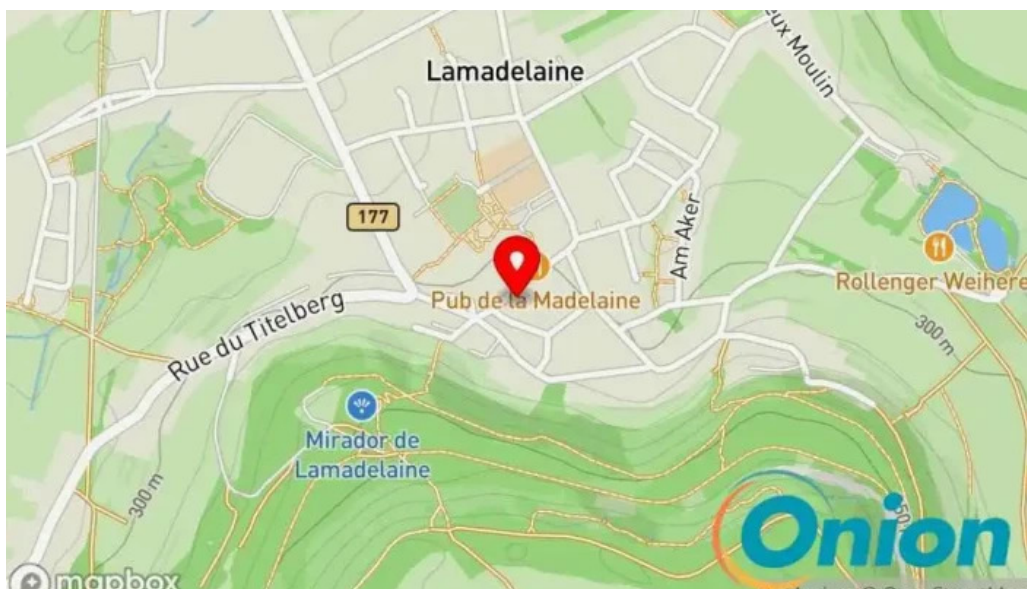 eux Moulin
Lamadelaine
177
Am Aker
Rollenger Weihere
Pub de la Madelaine
Rue du Titelberg
300 m
Mirador de
Lamadelaine
300 m
Onion
mapbox